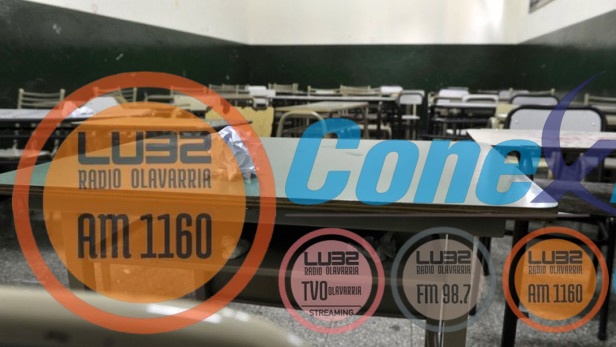 LU32
RADIO OLAVARRIA
AM 1160
Conex
LU32
RADIO OLAVARRIA
TVO OLAVARRIA
STREAMING
LU32
RADIO OLAVARRIA
FM 98.7
LU32
RADIO OLAVARRIA
AM 1160